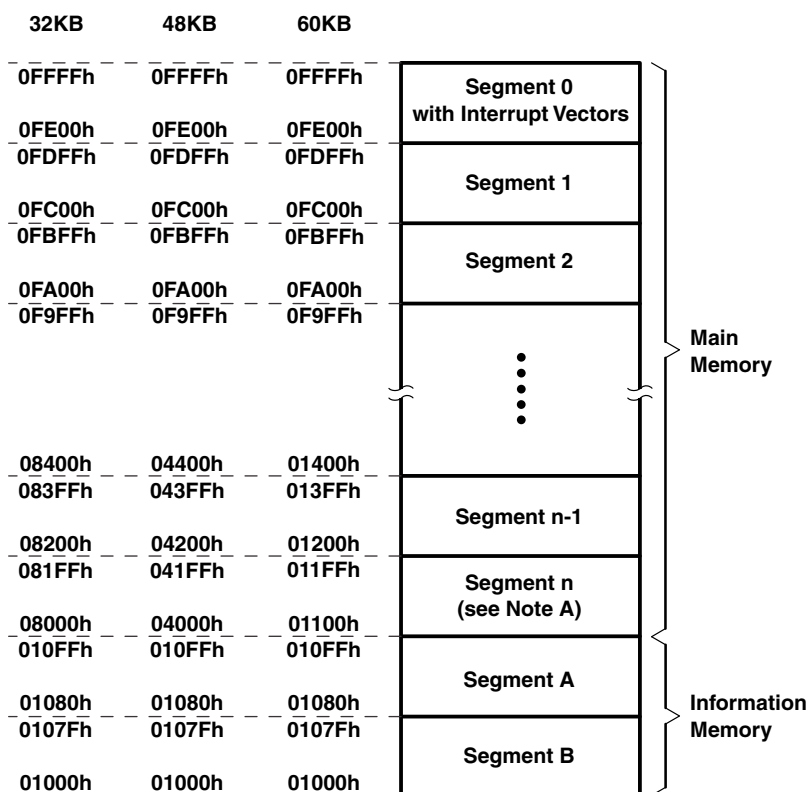 32KB 48KB 60KB
0FFFFh 0FFFFh 0FFFFh
Segment 0
with Interrupt Vectors
0FE00h 0FE00h 0FE00h
0FDFFh 0FDFFh 0FDFFh
Segment 1
0FC00h 0FC00h 0FC00h
0FBFFh 0FBFFh 0FBFFh
Segment 2
0FA00h 0FA00h 0FA00h
0F9FFh 0F9FFh 0F9FFh
Main
Memory
08400h 04400h 01400h
083FFh 043FFh 013FFh
Segment n-1
08200h 04200h 01200h
081FFh 041FFh 011FFh
Segment n
(see Note A)
08000h 04000h 01100h
010FFh 010FFh 010FFh
Segment A
01080h 01080h 01080h
0107Fh 0107Fh 0107Fh
Information
Memory
Segment B
01000h 01000h 01000h